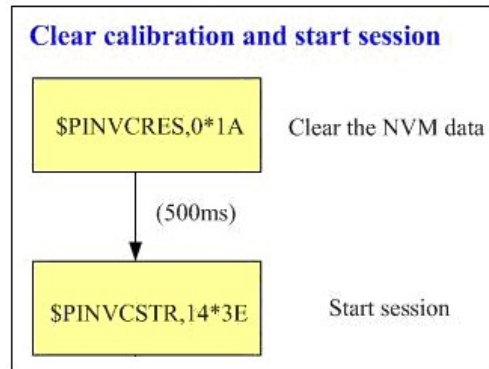 Clear calibration and start session
$PINVCRES,0*1A
Clear the NVM data
(500ms)
$PINVCSTR,14*3E
Start session